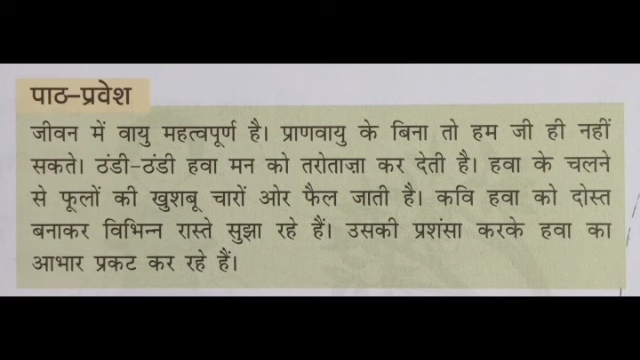 पाठ-प्रवेश
जीवन में वायु महत्वपूर्ण है। प्राणवायु के बिना तो हम जी ही नहीं
सकते। ठंडी-ठंडी हवा मन को तरोताज़ा कर देती है। हवा के चलने
से फूलों की खुशबू चारों ओर फैल जाती है। कवि हवा को दोस्त
बनाकर विभिन्न रास्ते सुझा रहे हैं। उसकी प्रशंसा करके हवा का
आभार प्रकट कर रहे हैं।